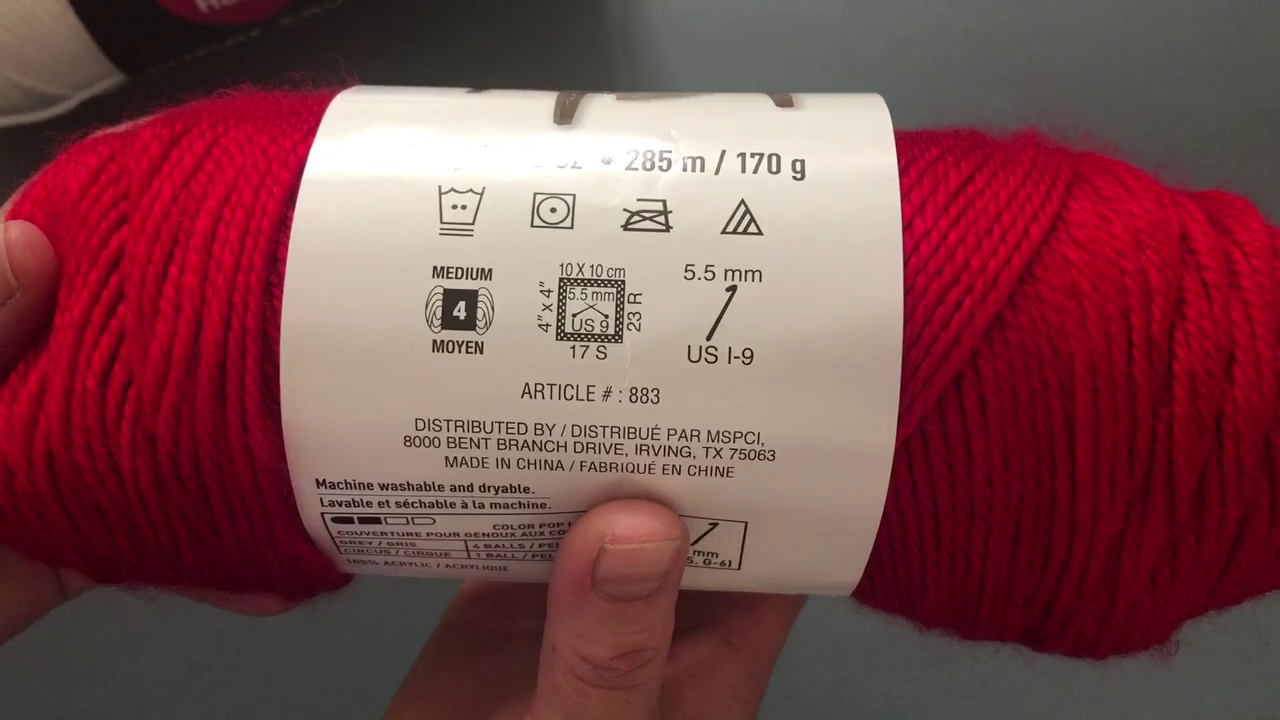 285 m / 170 g
MEDIUM
4
MOYEN
10 X 10 cm
4" x 4"
5.5 mm
US 9
23 R
17 S
5.5 mm
US I-9
ARTICLE # : 883
DISTRIBUTED BY / DISTRIBUÉ PAR MSPCI,
8000 BENT BRANCH DRIVE, IRVING, TX 75063
MADE IN CHINA / FABRIQUÉ EN CHINE
Machine washable and dryable.
Lavable et séchable à la machine.
COLOR POP
COUVERTURE POUR GENOUX AUX
GREY / GRIS 4 BALLS /
CIRCUS / CIRQUE 1 BALL /
mm
G-6)
100% ACRYLIC / ACRYLIQUE